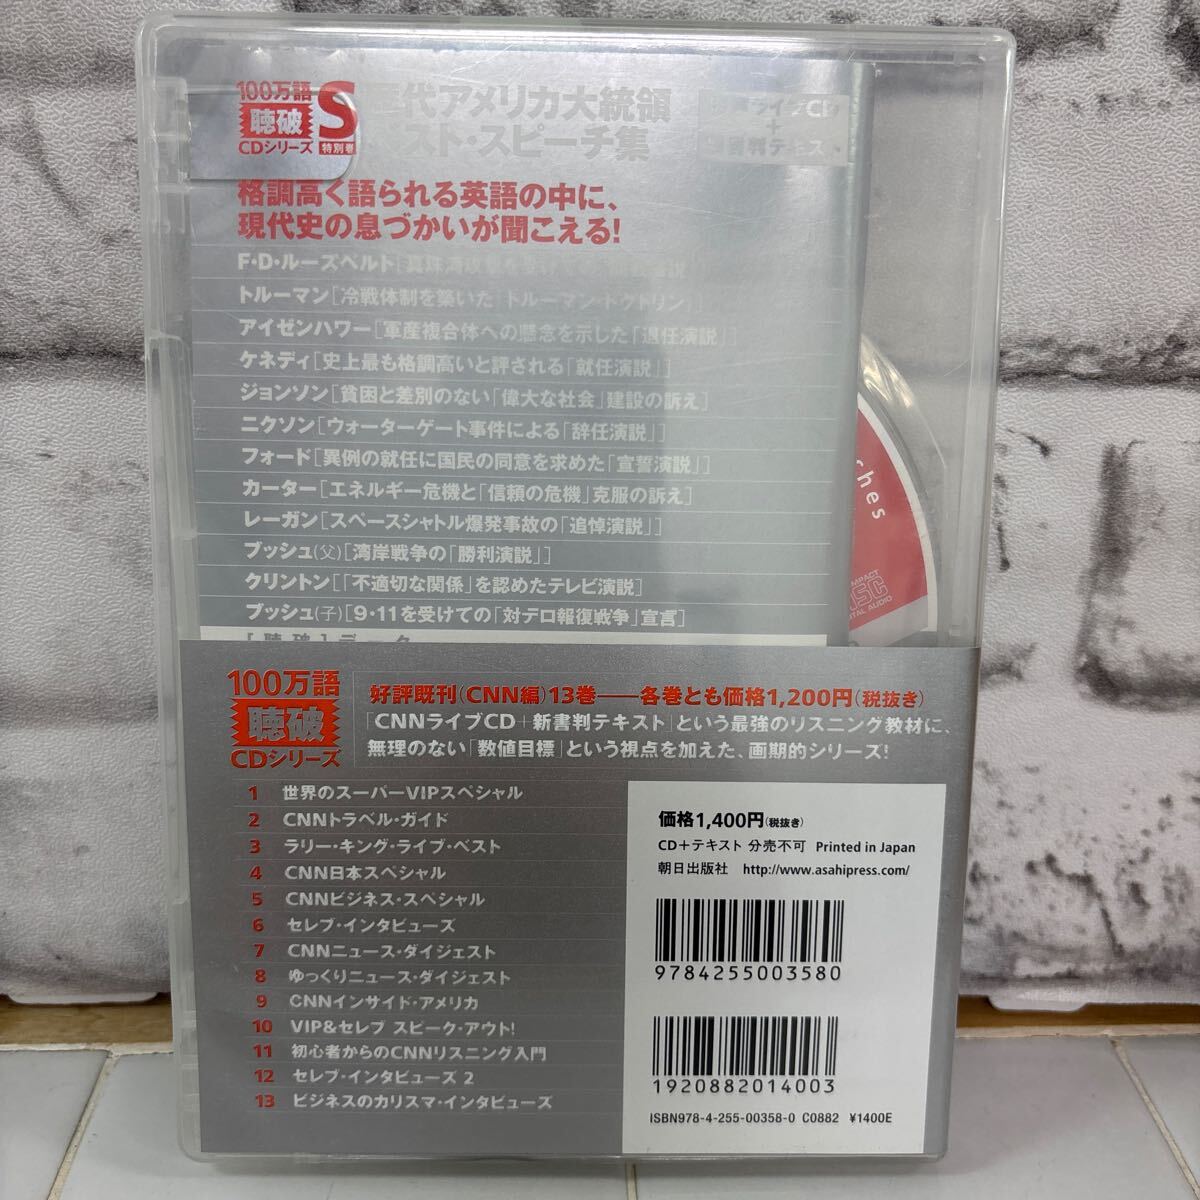 100万語
聴破
CDシリーズ
S
特別巻
代アメリカ大統領
スト・スピーチ集
ライブCD
+
書判テキスト
格調高く語られる英語の中に、
現代史の息づかいが聞こえる!
F・D・ルーズベルト[真珠湾攻撃を受けての
トルーマン[冷戦体制を築いた「トルーマン・ドクトリン」]
アイゼンハワー[軍産複合体への懸念を示した「退任演説」]
ケネディ[史上最も格調高いと評される「就任演説」]
ジョンソン[貧困と差別のない「偉大な社会」建設の訴え]
ニクソン[ウォーターゲート事件による「辞任演説」]
フォード[異例の就任に国民の同意を求めた「宣誓演説」]
カーター[エネルギー危機と「信頼の危機」克服の訴え]
レーガン[スペースシャトル爆発事故の「追悼演説」]
ブッシュ(父)[湾岸戦争の「勝利演説」]
クリントン[「不適切な関係」を認めたテレビ演説]
ブッシュ(子)[9・11を受けての「対テロ報復戦争」宣言]
[聴破]データ
ches
COMPACT
DISC
DIGITAL AUDIO
100万語
聴破
CDシリーズ
好評既刊(CNN編)13巻——各巻とも価格1,200円(税抜き)
「CNNライブCD+新書判テキスト」という最強のリスニング教材に、
無理のない「数値目標」という視点を加えた、画期的シリーズ!
1 世界のスーパーVIPスペシャル
2 CNNトラベル・ガイド
3 ラリー・キング・ライブ・ベスト
4 CNN日本スペシャル
5 CNNビジネス・スペシャル
6 セレブ・インタビューズ
7 CNNニュース・ダイジェスト
8 ゆっくりニュース・ダイジェスト
9 CNNインサイド・アメリカ
10 VIP&セレブ スピーク・アウト!
11 初心者からのCNNリスニング入門
12 セレブ・インタビューズ 2
13 ビジネスのカリスマ・インタビューズ
価格1,400円(税抜き)
CD+テキスト 分売不可 Printed in Japan
朝日出版社 http://www.asahipress.com/
9784255003580
1920882014003
ISBN978-4-255-00358-0 C0882 ¥1400E